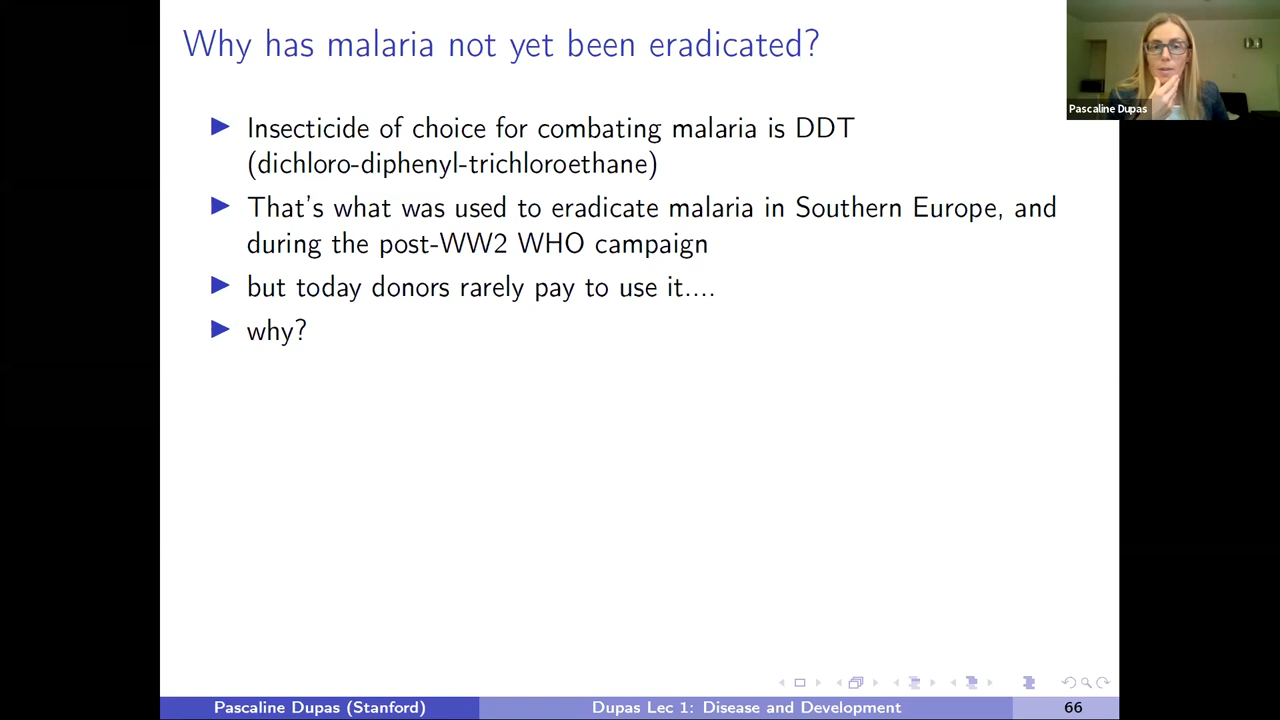 Why has malaria not yet been eradicated?
Insecticide of choice for combating malaria is DDT
(dichloro-diphenyl-trichloroethane)
That's what was used to eradicate malaria in Southern Europe, and
during the post-WW2 WHO campaign
but today donors rarely pay to use it....
why?
Pascaline Dupas
Pascaline Dupas (Stanford)
Dupas Lec 1: Disease and Development
66